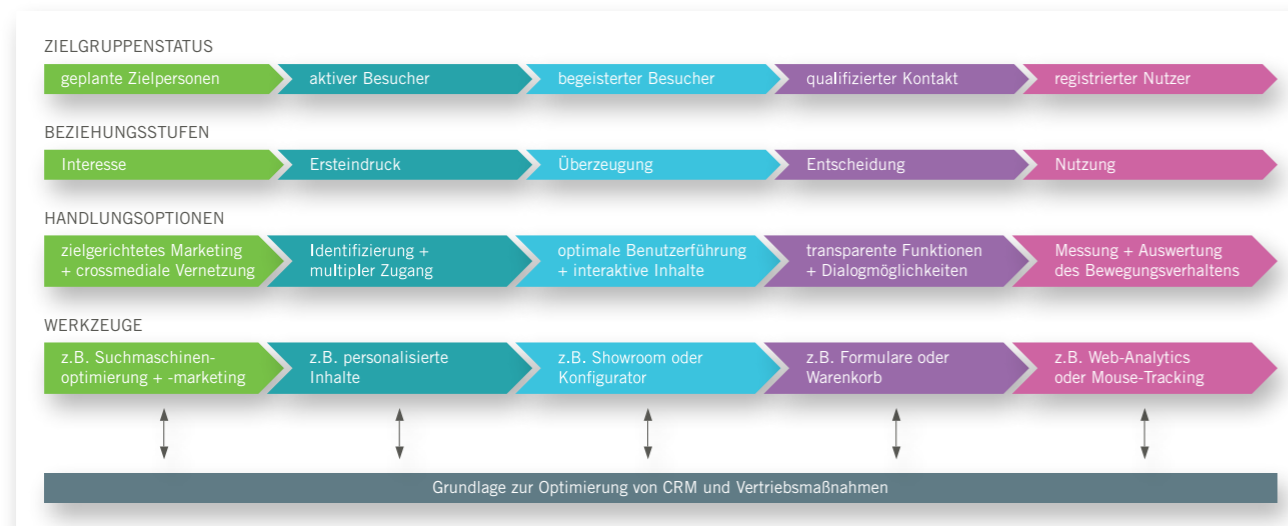 ZIELGRUPPENSTATUS
geplante Zielpersonen
aktiver Besucher
begeisterter Besucher
qualifizierter Kontakt
registrierter Nutzer
BEZIEHUNGSSTUFEN
Interesse
Ersteindruck
Überzeugung
Entscheidung
Nutzung
HANDLUNGSOPTIONEN
zielgerichtetes Marketing
+ crossmediale Vernetzung
Identifizierung +
multipler Zugang
optimale Benutzerführung
+ interaktive Inhalte
transparente Funktionen
+ Dialogmöglichkeiten
Messung + Auswertung
des Bewegungsverhaltens
WERKZEUGE
z.B. Suchmaschinen-
optimierung + -marketing
z.B. personalisierte
Inhalte
z.B. Showroom oder
Konfigurator
z.B. Formulare oder
Warenkorb
z.B. Web-Analytics
oder Mouse-Tracking
Grundlage zur Optimierung von CRM und Vertriebsmaßnahmen